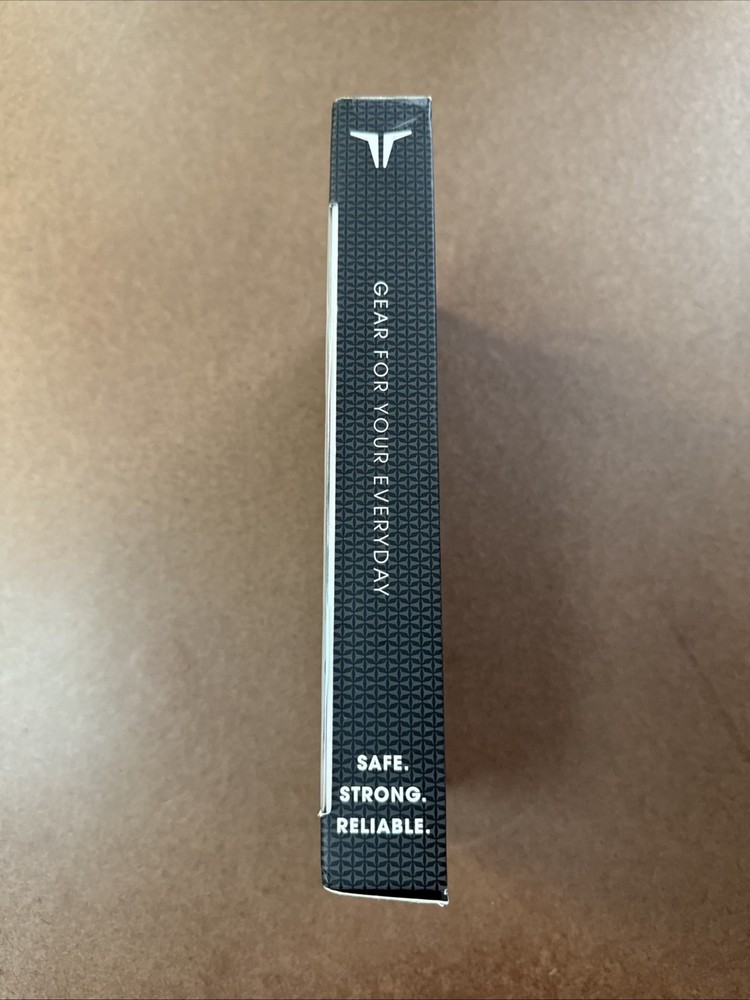 GEAR FOR YOUR EVERYDAY
SAFE.
STRONG.
RELIABLE.